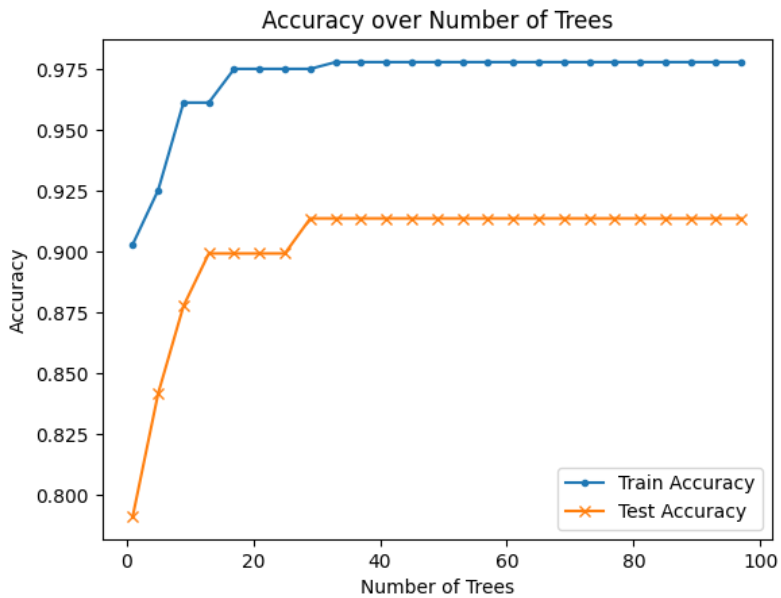 Accuracy over Number of Trees
Accuracy
0.975
0.950
0.925
0.900
0.875
0.850
0.825
0.800
0
20
40
60
80
100
Number of Trees
Train Accuracy
Test Accuracy